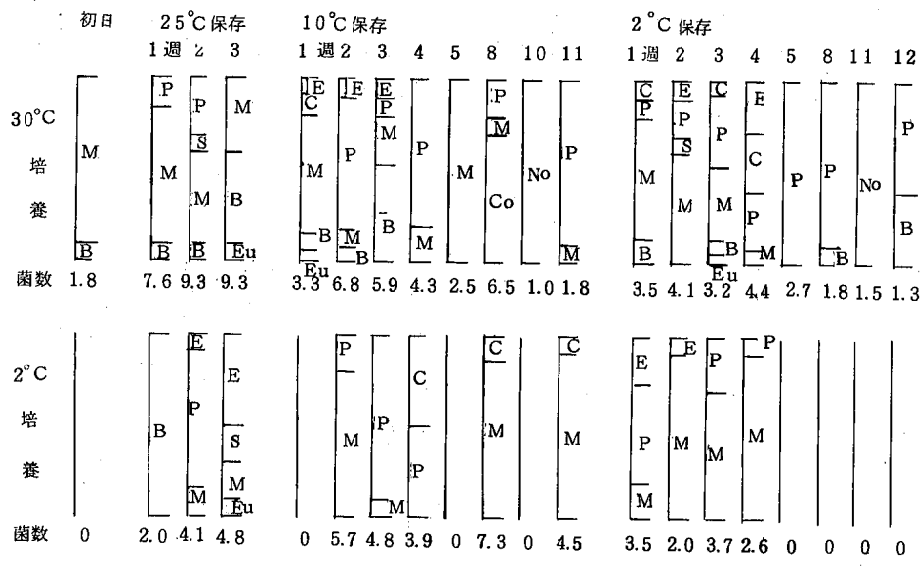 初日 25°C保存 10°C保存 2°C保存
1週 2 3 1週 2 3 4 5 8 10 11 1週 2 3 4 5 8 11 12
30°C培養
M B
P M B
P S M B
M B Eu
E C M B Eu
E P M B
E P M B
P M
M
P M Co
No
P M
C P M B
E P S M
C P M B Eu
E C P M
P
P B
No
P B
菌数 1.8 7.6 9.3 9.3 3.3 6.8 5.9 4.3 2.5 6.5 1.0 1.8 3.5 4.1 3.2 4.4 2.7 1.8 1.5 1.3
2°C培養
B
E P M
E S M Eu
P M
P M
C P
C M
C M
E P M
E M
P M
P M
菌数 0 2.0 4.1 4.8 0 5.7 4.8 3.9 0 7.3 0 4.5 3.5 2.0 3.7 2.6 0 0 0 0